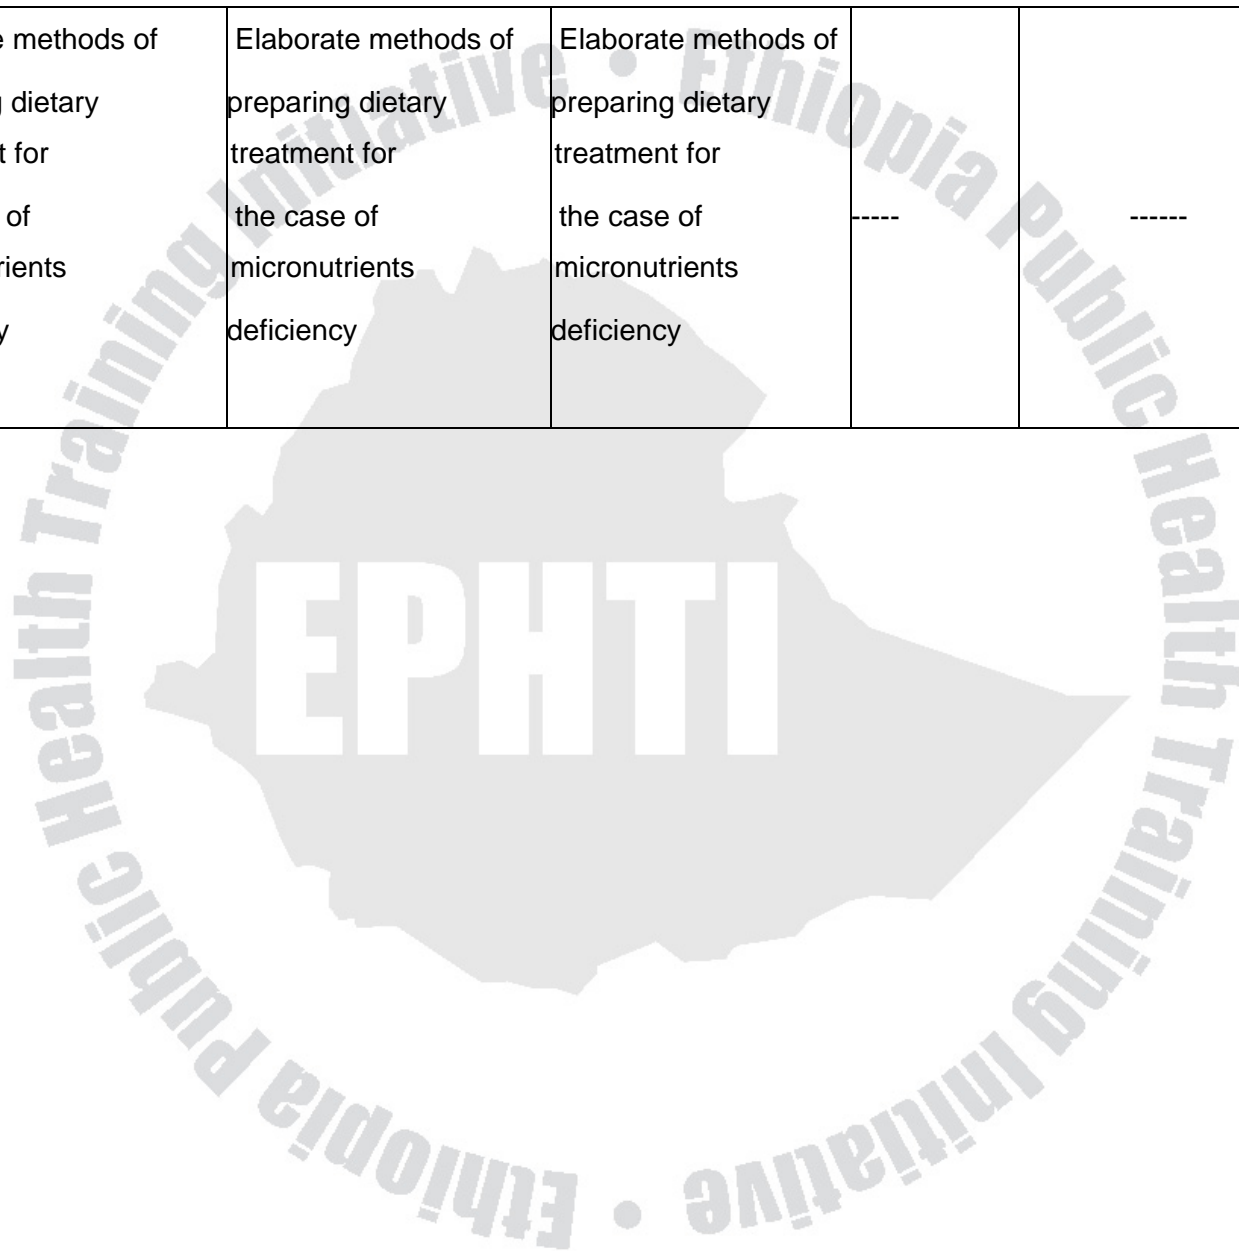 e methods of
g dietary
t for
of
rients
y
Elaborate methods of
preparing dietary
treatment for
the case of
micronutrients
deficiency
Elaborate methods of
preparing dietary
treatment for
the case of
micronutrients
deficiency
-----
------
Ethiopia Public Health Training Initiative •
Ethiopia Public Health Training Initiative •
EPHTI